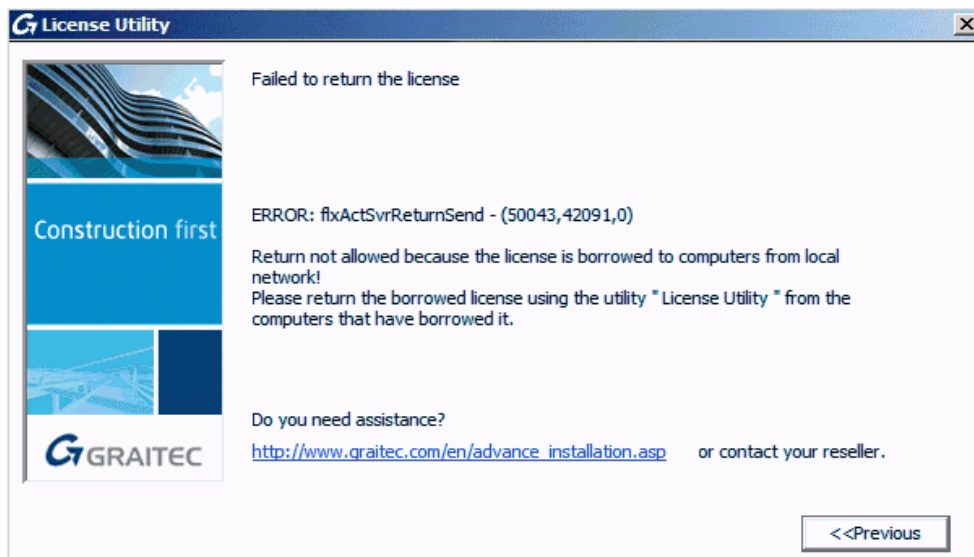 License Utility
Failed to return the license
Construction first
ERROR: flxActSvrReturnSend - (50043,42091,0)
Return not allowed because the license is borrowed to computers from local
network!
Please return the borrowed license using the utility " License Utility " from the
computers that have borrowed it.
Do you need assistance?
http://www.graitec.com/en/advance_installation.asp or contact your reseller.
GRAITEC
<<Previous